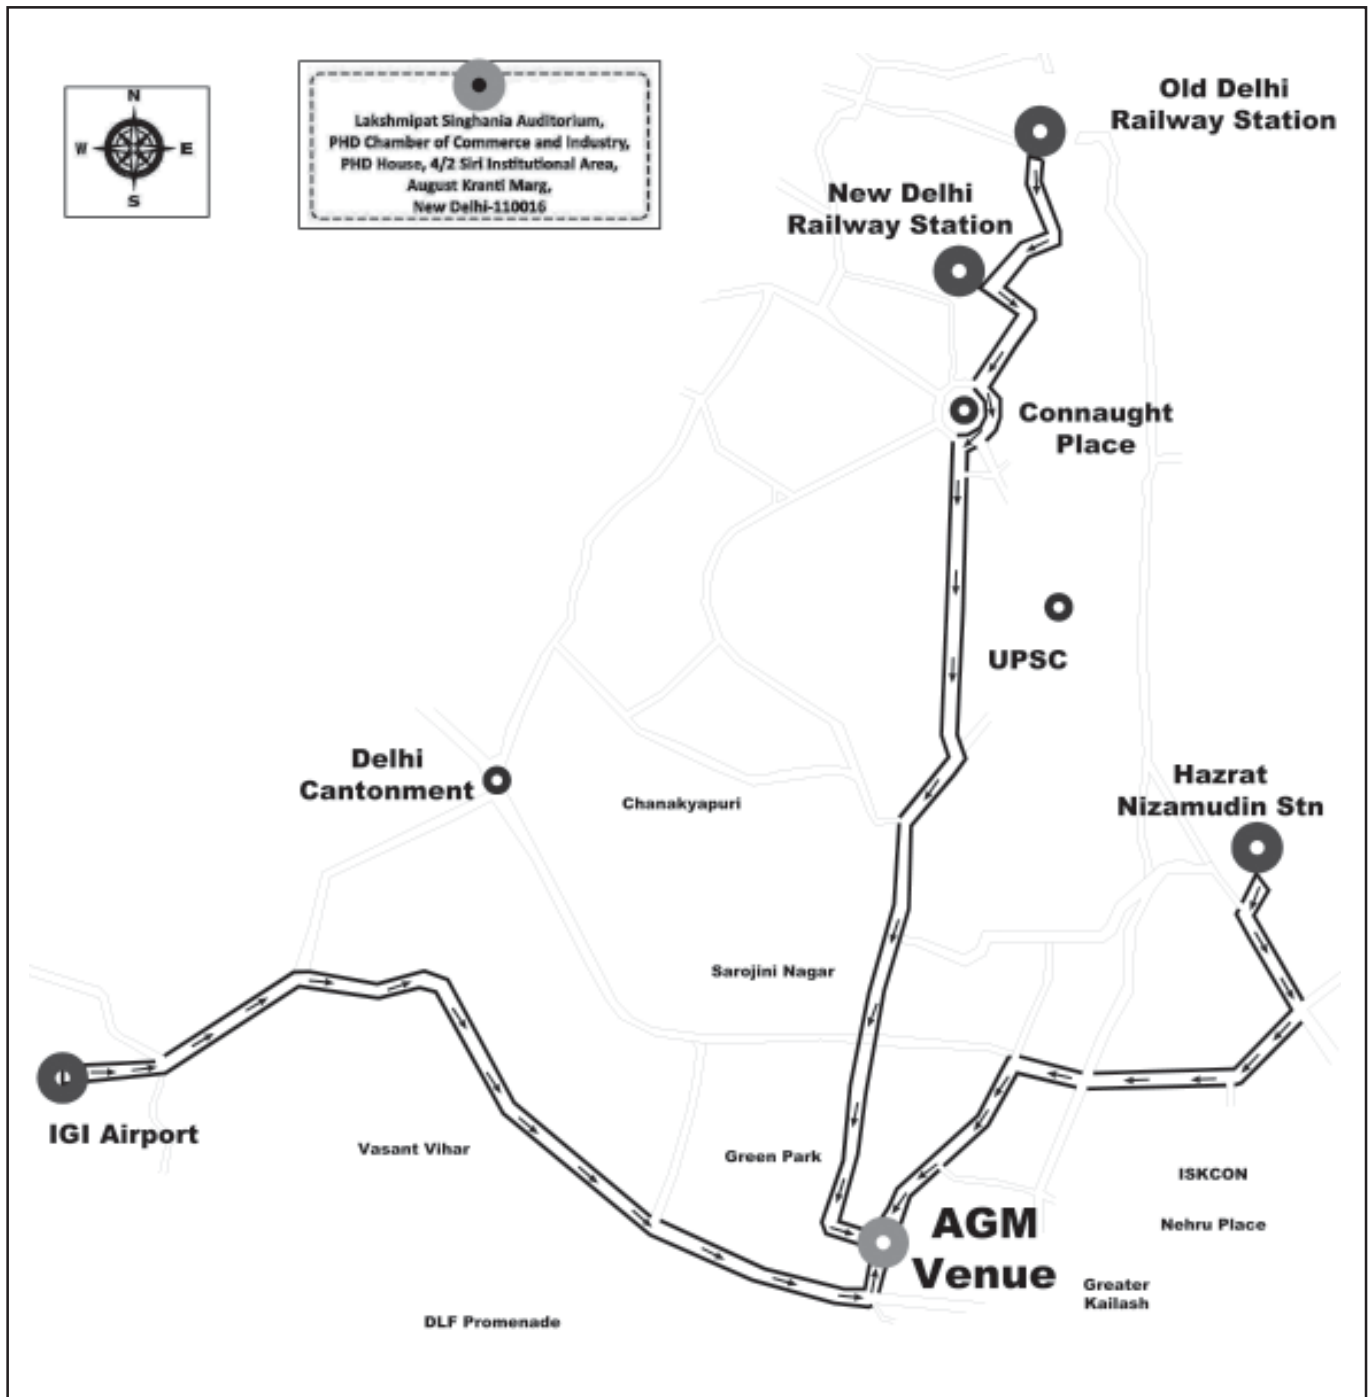 N
W
E
S
Lakshmipat Singhania Auditorium,
PHD Chamber of Commerce and Industry,
PHD House, 4/2 Siri Institutional Area,
August Kranti Marg,
New Delhi-110016
Old Delhi
Railway Station
New Delhi
Railway Station
Connaught
Place
UPSC
Delhi
Cantonment
Chanakyapuri
Hazrat
Nizamudin Stn
Sarojini Nagar
IGI Airport
Vasant Vihar
Green Park
ISKCON
Nehru Place
AGM
Venue
Greater
Kailash
DLF Promenade